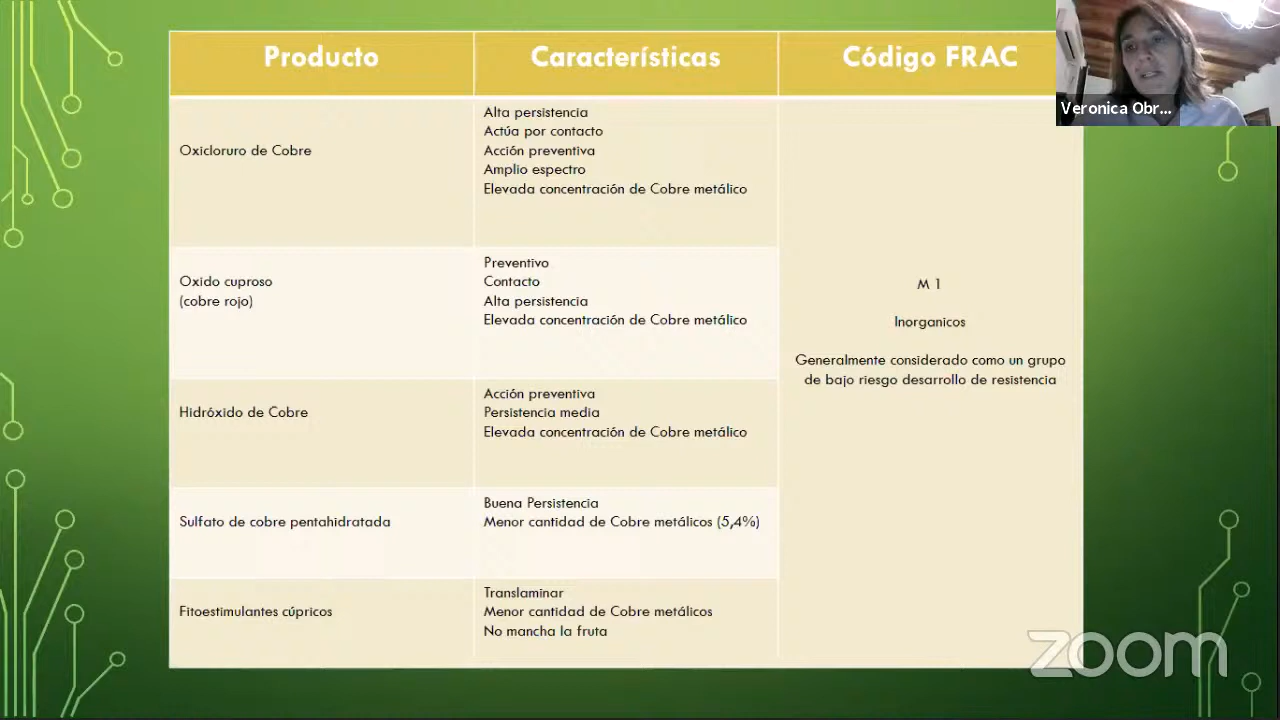 Producto
Características
Código FRAC
Veronica Obr...
Oxicloruro de Cobre
Alta persistencia
Actúa por contacto
Acción preventiva
Amplio espectro
Elevada concentración de Cobre metálico
Oxido cuproso
(cobre rojo)
Preventivo
Contacto
Alta persistencia
Elevada concentración de Cobre metálico
Hidróxido de Cobre
Acción preventiva
Persistencia media
Elevada concentración de Cobre metálico
Sulfato de cobre pentahidratada
Buena Persistencia
Menor cantidad de Cobre metálicos (5,4%)
Fitoestimulantes cúpricos
Translaminar
Menor cantidad de Cobre metálicos
No mancha la fruta
M 1
Inorganicos
Generalmente considerado como un grupo
de bajo riesgo desarrollo de resistencia
zoom